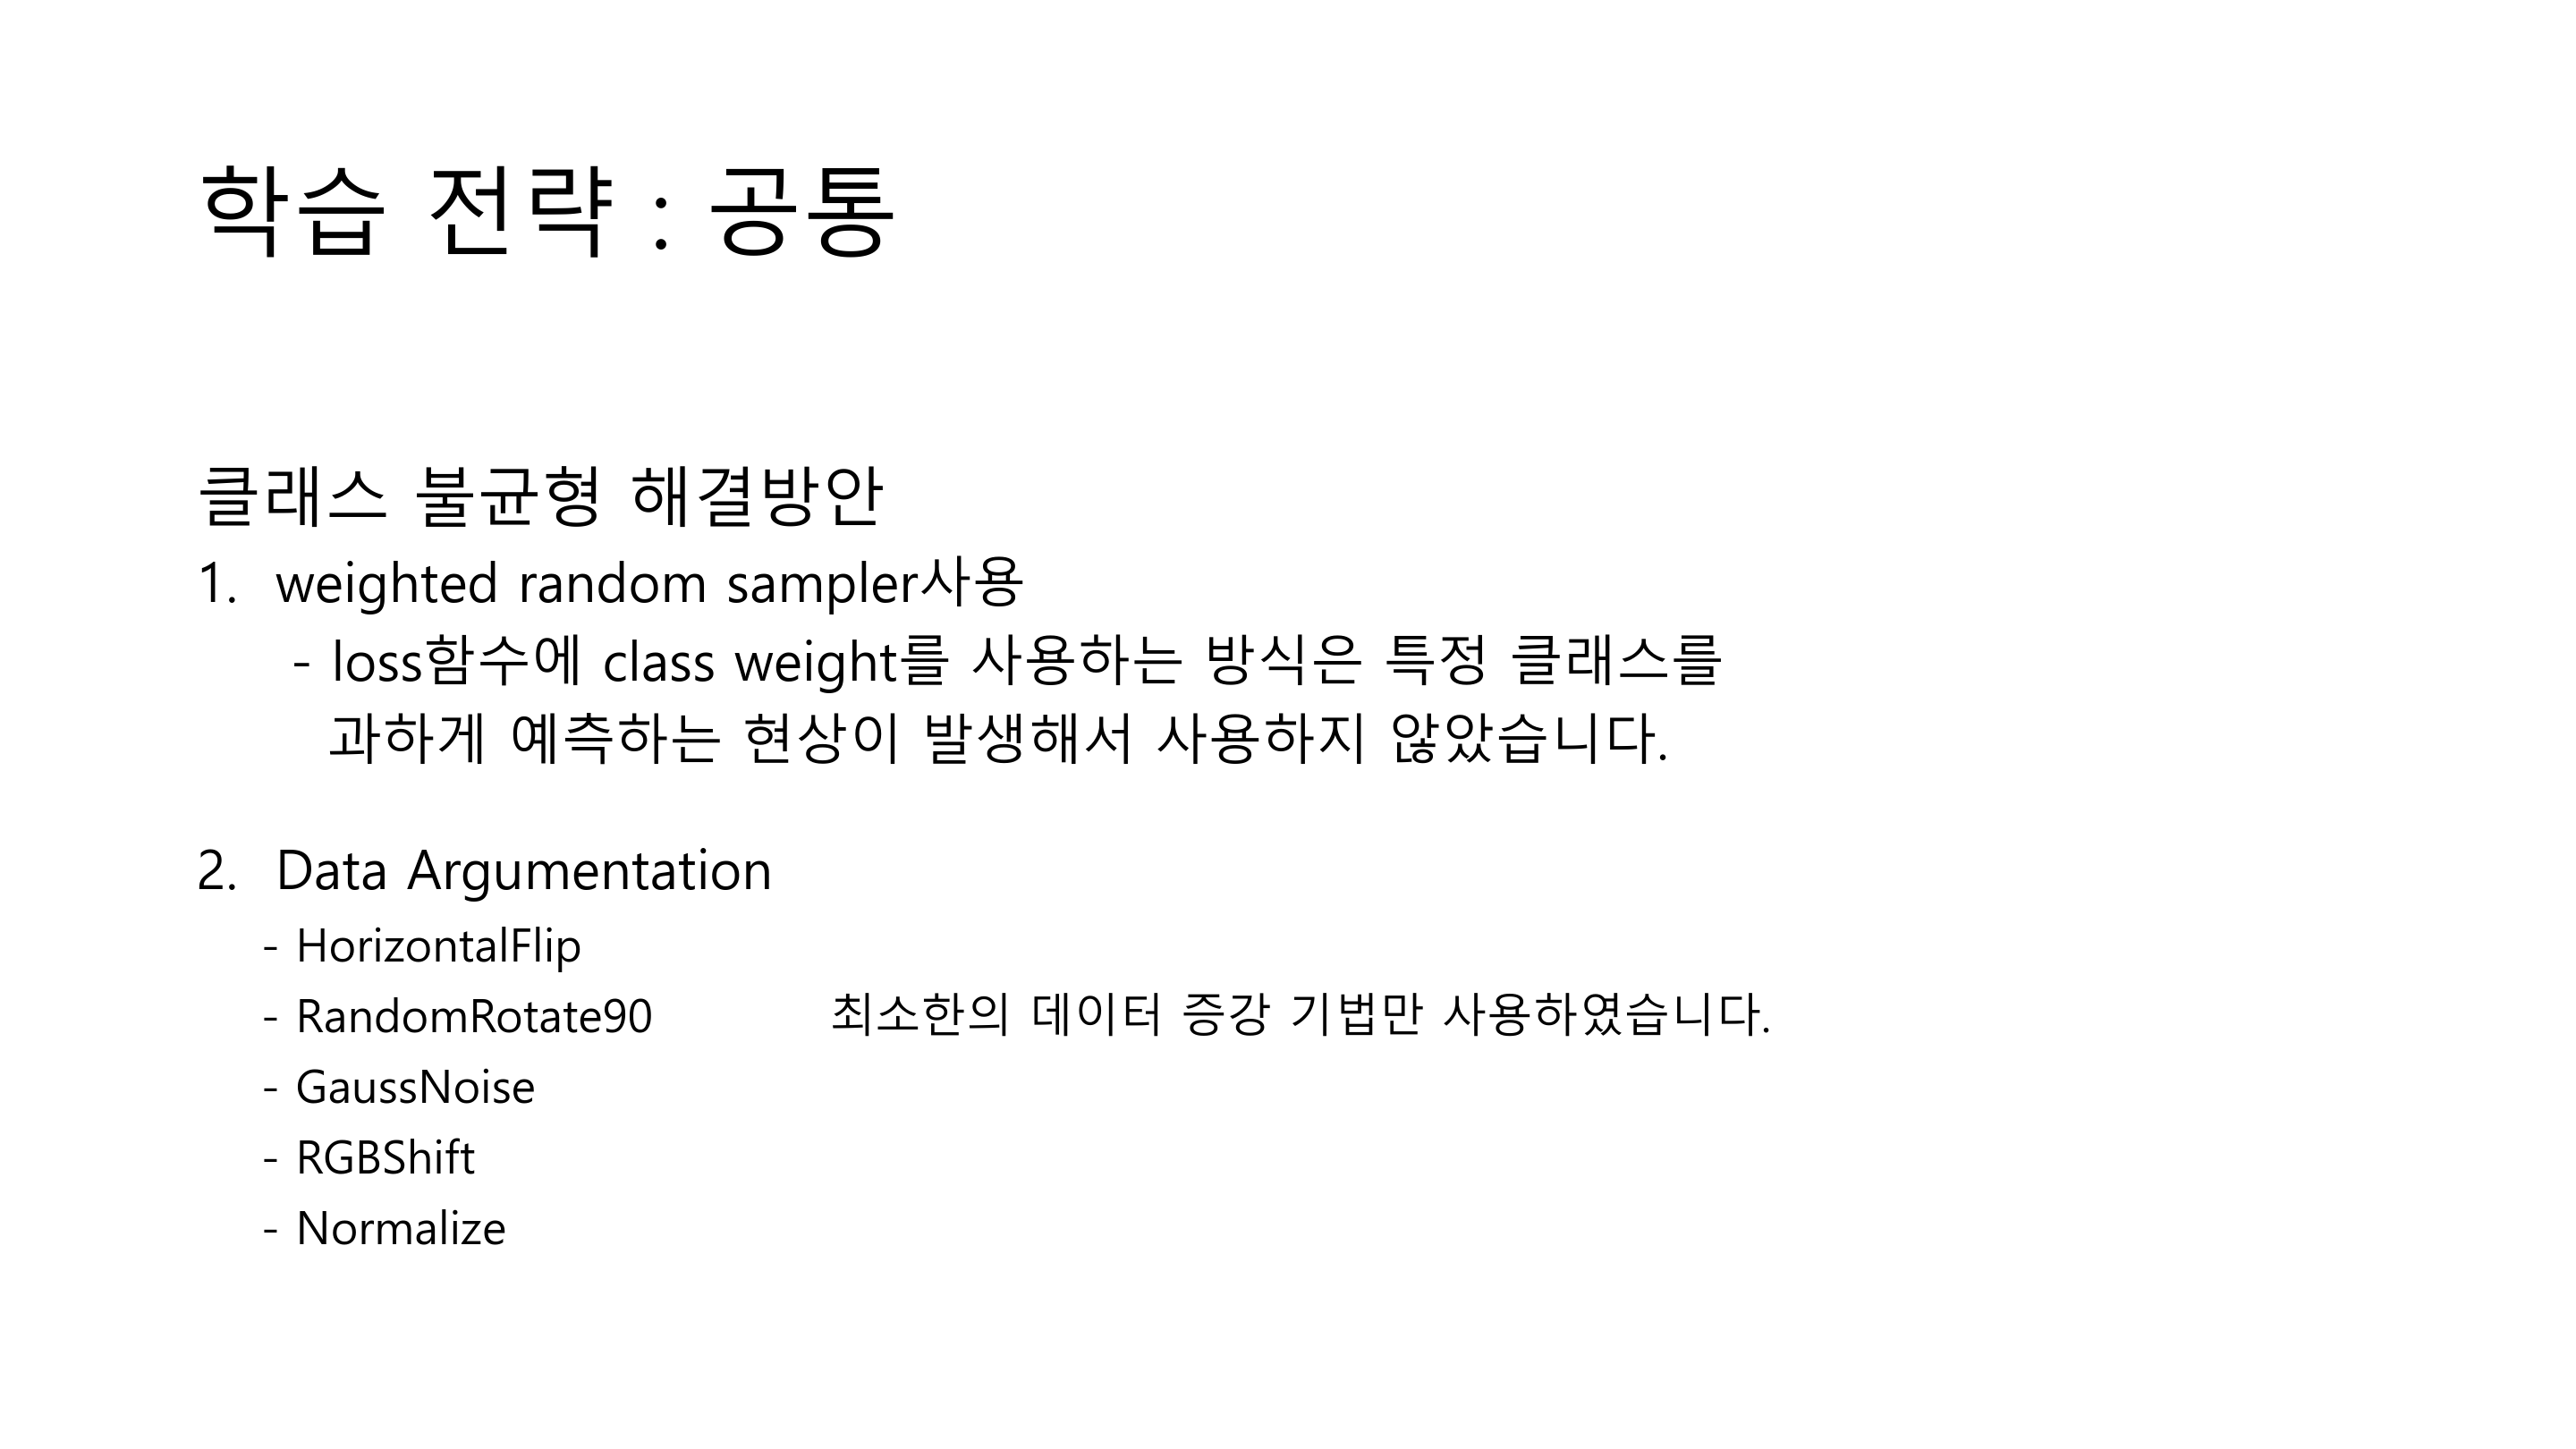 학습 전략 : 공통
클래스 불균형 해결방안
1. weighted random sampler사용
- loss함수에 class weight를 사용하는 방식은 특정 클래스를
과하게 예측하는 현상이 발생해서 사용하지 않았습니다.
2. Data Argumentation
- HorizontalFlip
- RandomRotate90 최소한의 데이터 증강 기법만 사용하였습니다.
- GaussNoise
- RGBShift
- Normalize